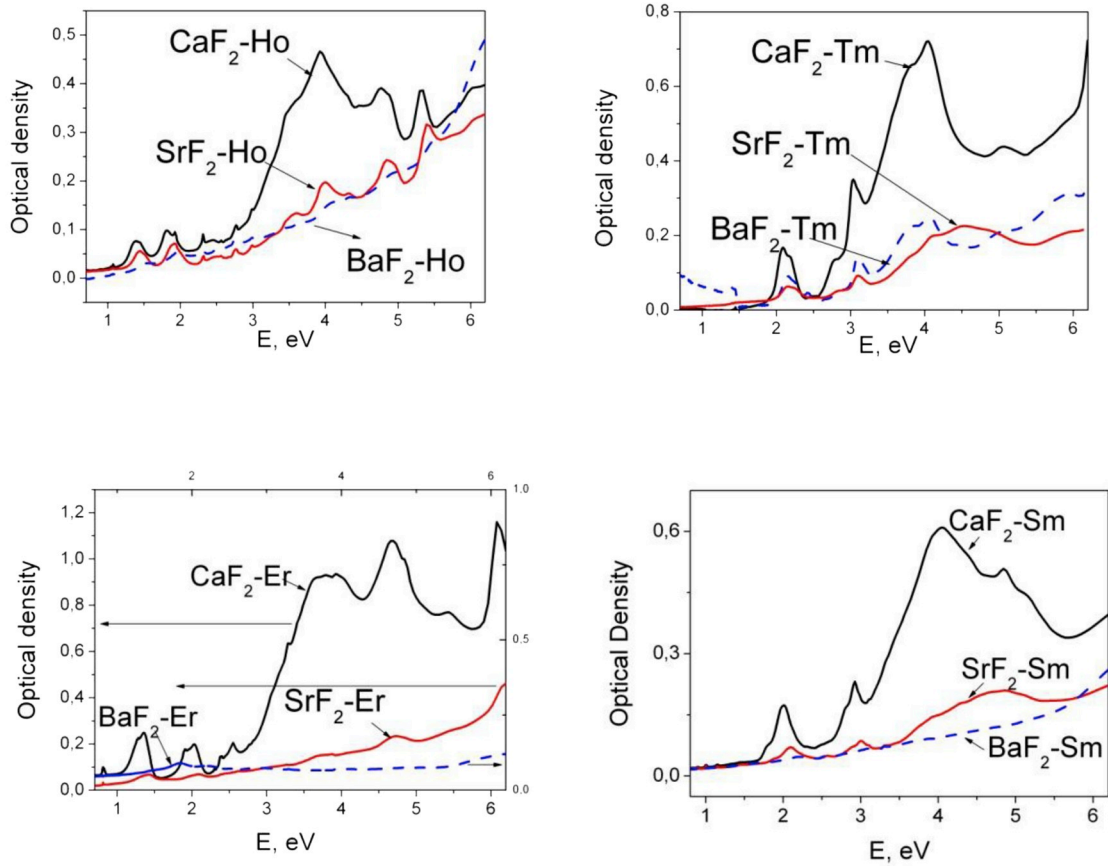 0,5
0,4
0,3
0,2
0,1
0,0
Optical density
CaF2-Ho
SrF2-Ho
BaF2-Ho
1 2 3 4 5 6
E, eV
0,8
0.6
0.4
0.2
0.0
Optical density
CaF2-Tm
SrF2-Tm
BaF2-Tm
1 2 3 4 5 6
E, eV
2 4 6
1,2
1,0
0.8
0.6
0,4
0,2
0,0
Optical density
CaF2-Er
SrF2-Er
BaF2-Er
1.0
0.5
0.0
1 2 3 4 5 6
E, eV
0,6
0,3
0,0
Optical Density
CaF2-Sm
SrF2-Sm
BaF2-Sm
1 2 3 4 5 6
E, eV